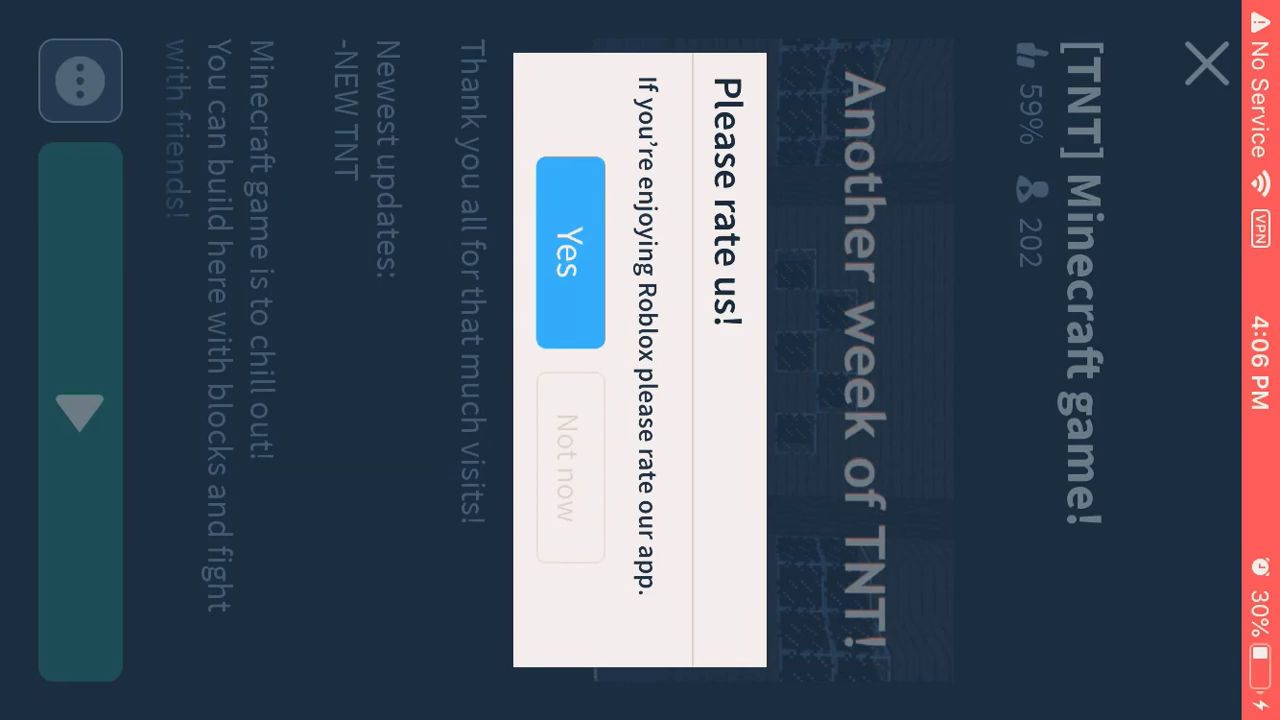 No Service VPN 4:06 PM 30%
[TNT] Minecraft game!
59% 202
Another week of TNT!
Please rate us!
If you’re enjoying Roblox please rate our app.
Yes Not now
Thank you all for that much visits!
Newest updates:
-NEW TNT
Minecraft game is to chill out!
You can build here with blocks and fight
with friends!